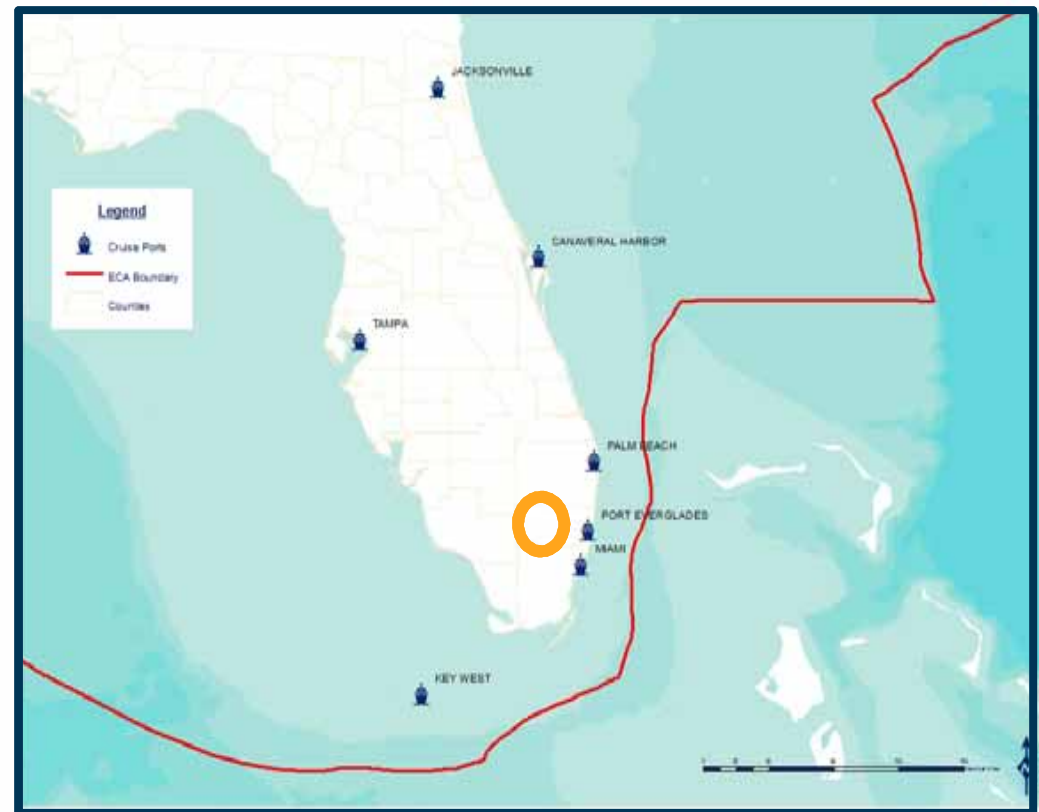 JACKSONVILLE
Legend
Cruise Ports
ECA Boundary
Counties
CANAVERAL HARBOR
TAMPA
PALM BEACH
PORT EVERGLADES
MIAMI
KEY WEST